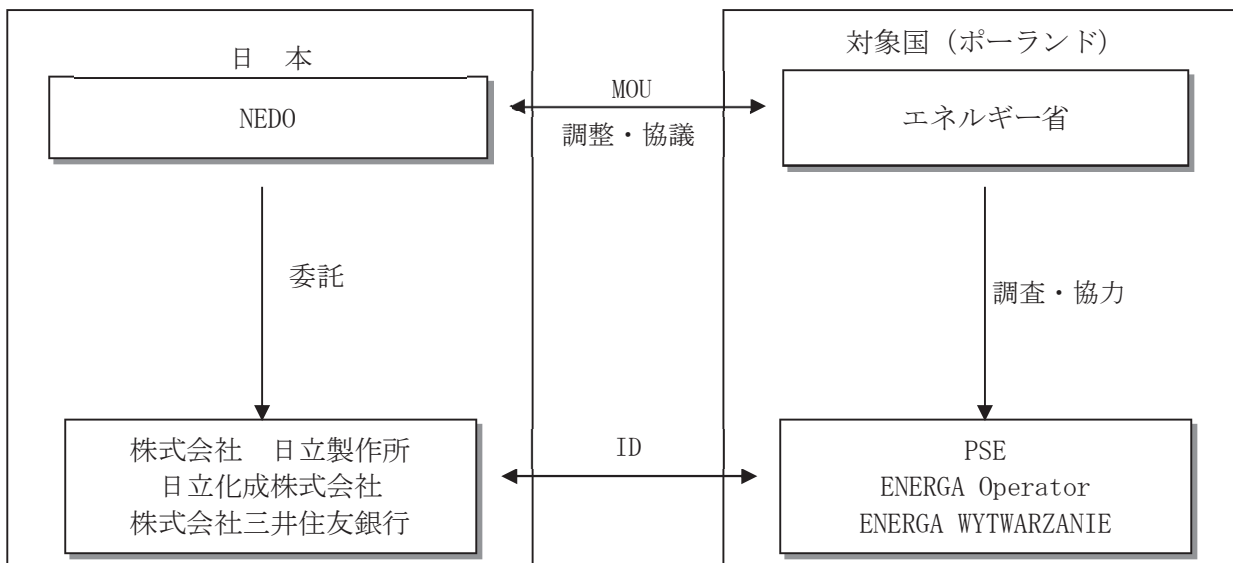 日　本
NEDO
委託
株式会社　日立製作所
日立化成株式会社
株式会社三井住友銀行
MOU
調整・協議
ID
対象国（ポーランド）
エネルギー省
調査・協力
PSE
ENERGA Operator
ENERGA WYTWARZANIE